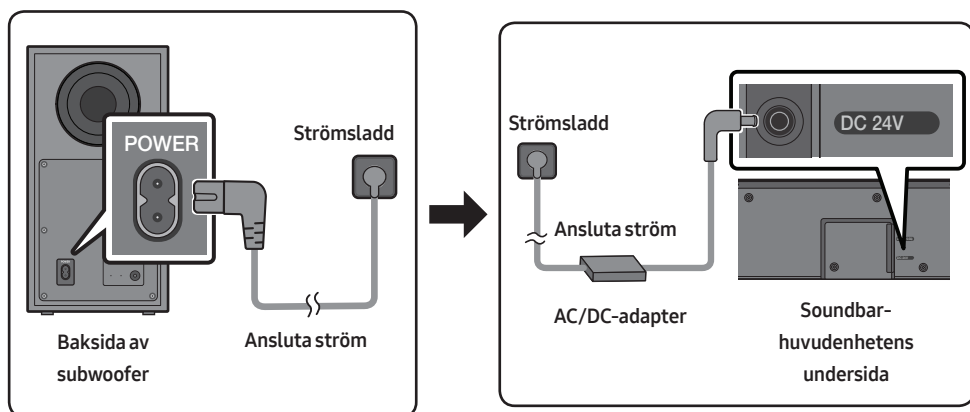 POWER
Strömsladd
Ansluta ström
Baksida av
subwoofer
Strömsladd
DC 24V
Ansluta ström
AC/DC-adapter
Soundbar-
huvudenhetens
undersida